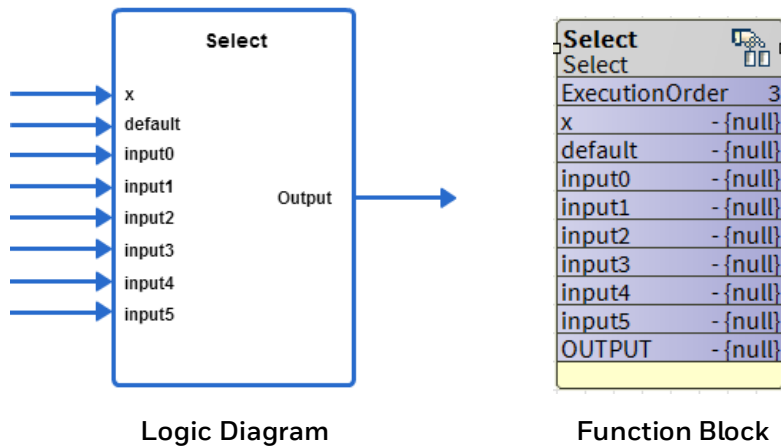 Select
x
default
input0
input1
input2
input3
input4
input5
Output
Logic Diagram
Select
Select
ExecutionOrder 3
x - {null}
default - {null}
input0 - {null}
input1 - {null}
input2 - {null}
input3 - {null}
input4 - {null}
input5 - {null}
OUTPUT - {null}
Function Block